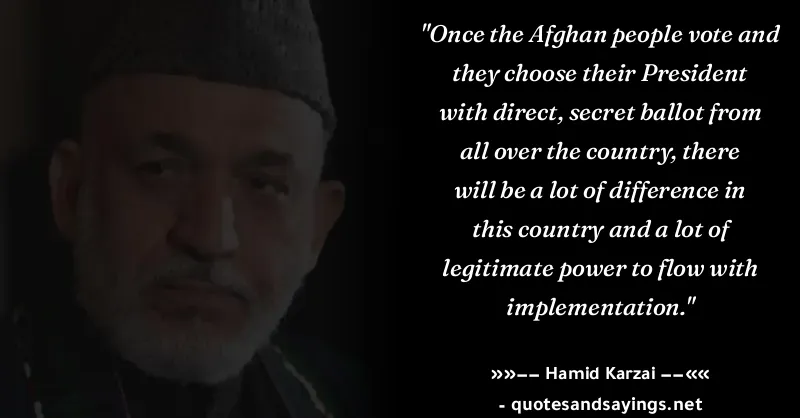 "Once the Afghan people vote and
they choose their President
with direct, secret ballot from
all over the country, there
will be a lot of difference in
this country and a lot of
legitimate power to flow with
implementation."
»»−− Hamid Karzai −−««
- quotesandsayings.net